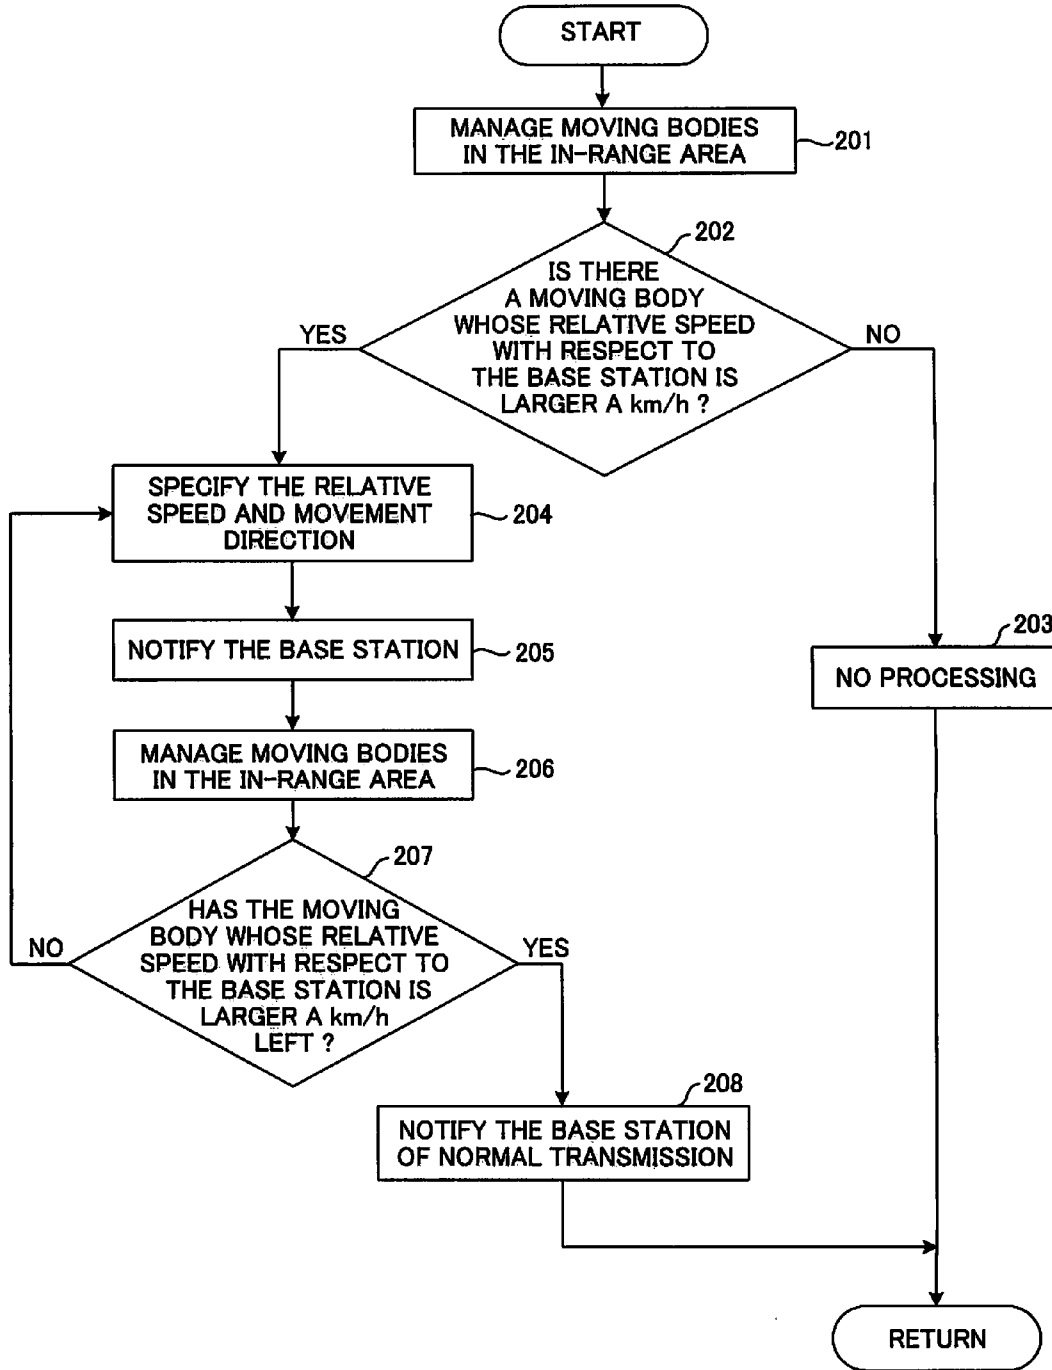 START
MANAGE MOVING BODIES
IN THE IN-RANGE AREA
201
202
IS THERE
A MOVING BODY
WHOSE RELATIVE SPEED
WITH RESPECT TO
THE BASE STATION IS
LARGER A km/h ?
YES
NO
SPECIFY THE RELATIVE
SPEED AND MOVEMENT
DIRECTION
204
NOTIFY THE BASE STATION
205
203
NO PROCESSING
MANAGE MOVING BODIES
IN THE IN-RANGE AREA
206
207
HAS THE MOVING
BODY WHOSE RELATIVE
SPEED WITH RESPECT TO
THE BASE STATION IS
LARGER A km/h
LEFT ?
NO
YES
208
NOTIFY THE BASE STATION
OF NORMAL TRANSMISSION
RETURN